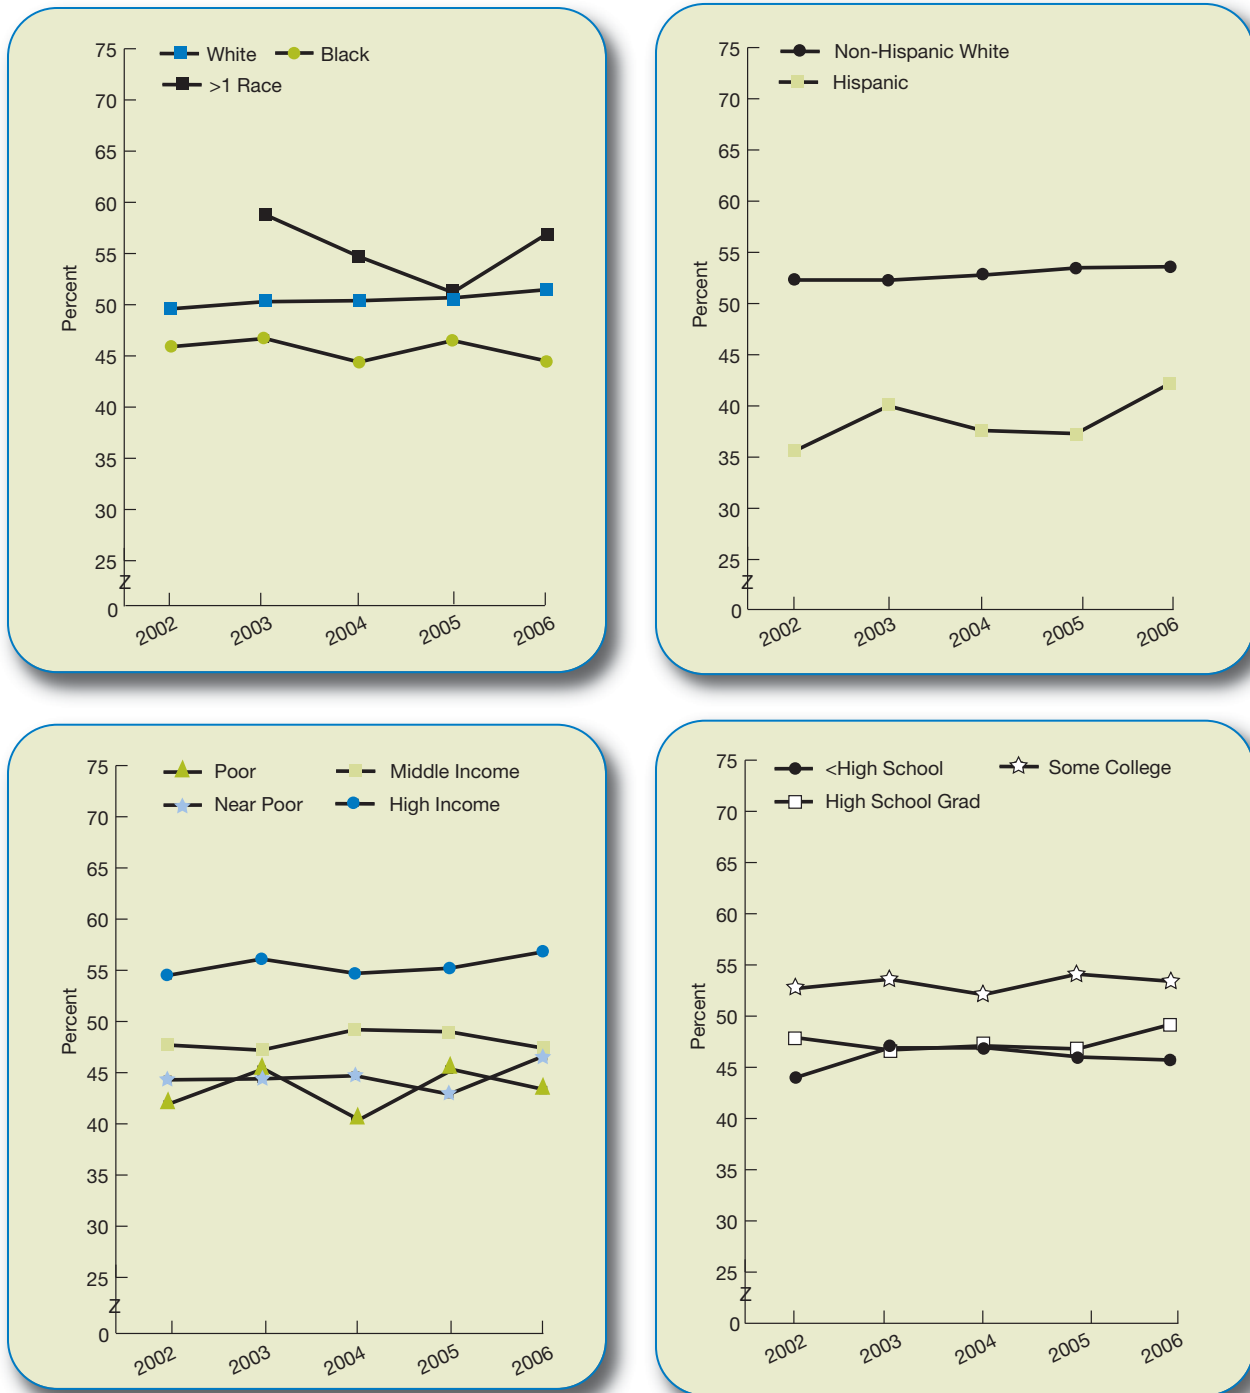 White Black
>1 Race
75
70
65
60
55
50
45
40
35
30
25
Z
0
Percent
2002 2003 2004 2005 2006
Non-Hispanic White
Hispanic
75
70
65
60
55
50
45
40
35
30
25
Z
0
Percent
2002 2003 2004 2005 2006
Poor Middle Income
Near Poor High Income
75
70
65
60
55
50
45
40
35
30
25
Z
0
Percent
2002 2003 2004 2005 2006
<High School Some College
High School Grad
75
70
65
60
55
50
45
40
35
30
25
Z
0
Percent
2002 2003 2004 2005 2006